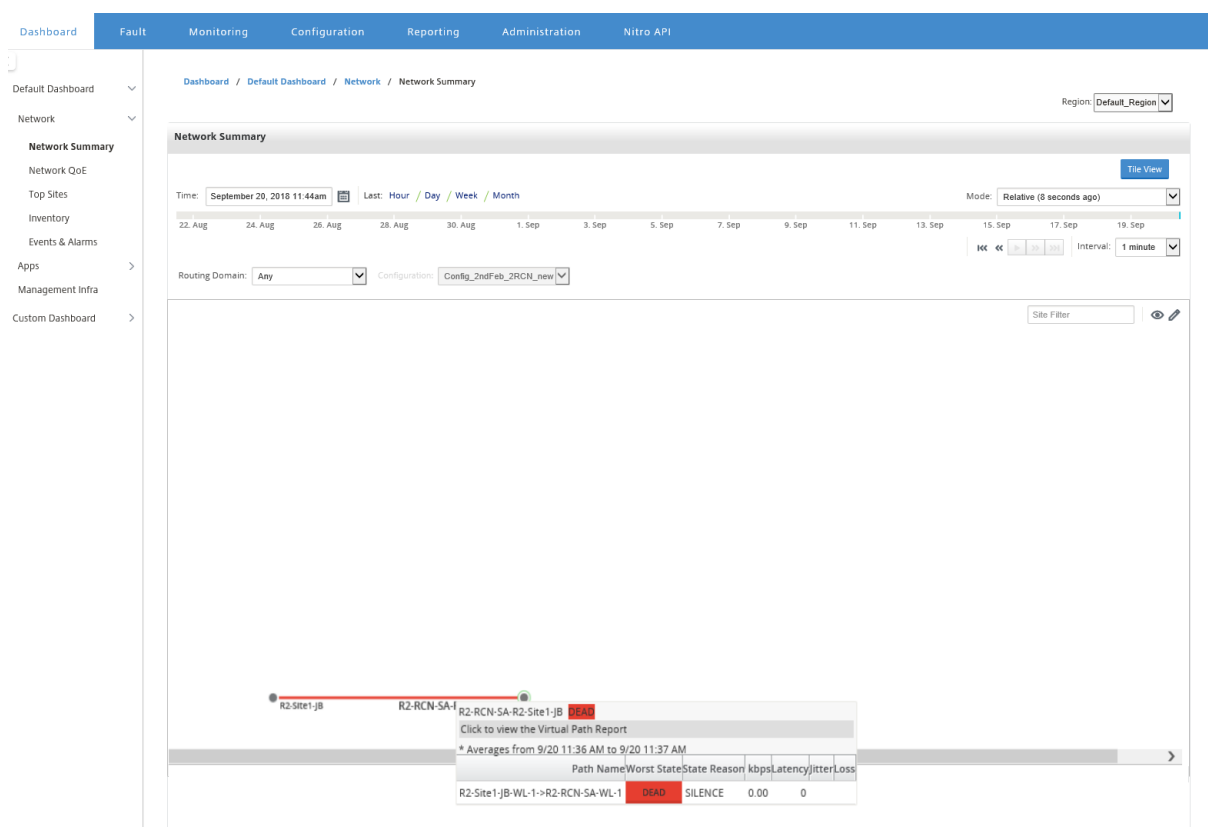 Dashboard Fault Monitoring Configuration Reporting Administration Nitro API
Default Dashboard
Network
Network Summary
Network QoE
Top Sites
Inventory
Events & Alarms
Apps
Management Infra
Custom Dashboard
Dashboard / Default Dashboard / Network / Network Summary
Region: Default_Region
Network Summary
Tile View
Time: September 20, 2018 11:44am Last: Hour / Day / Week / Month Mode: Relative (8 seconds ago)
22. Aug 24. Aug 26. Aug 28. Aug 30. Aug 1. Sep 3. Sep 5. Sep 7. Sep 9. Sep 11. Sep 13. Sep 15. Sep 17. Sep 19. Sep
Interval: 1 minute
Routing Domain: Any Configuration: Config_2ndFeb_2RCN_new
Site Filter
R2-Site1-JB R2-RCN-SA-
R2-RCN-SA-R2-Site1-JB DEAD
Click to view the Virtual Path Report
* Averages from 9/20 11:36 AM to 9/20 11:37 AM
Path Name Worst State State Reason kbps Latency Jitter Loss
R2-Site1-JB-WL-1->R2-RCN-SA-WL-1 DEAD SILENCE 0.00 0